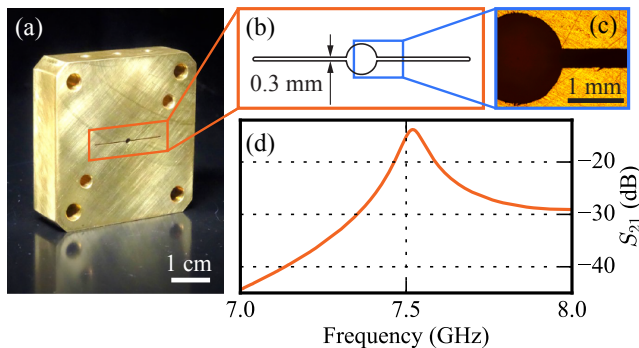 (a)
(b)
(c)
0.3 mm
1 mm
1 cm
(d)
−20
−30
−40
S21 (dB)
7.0
7.5
8.0
Frequency (GHz)